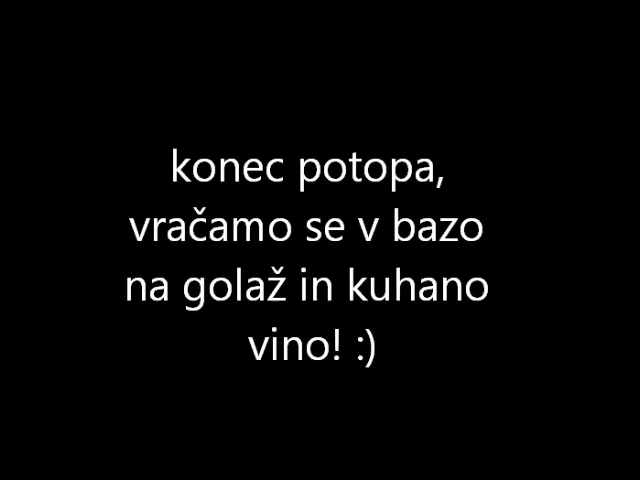 konec potopa,
vračamo se v bazo
na golaž in kuhano
vino! :)